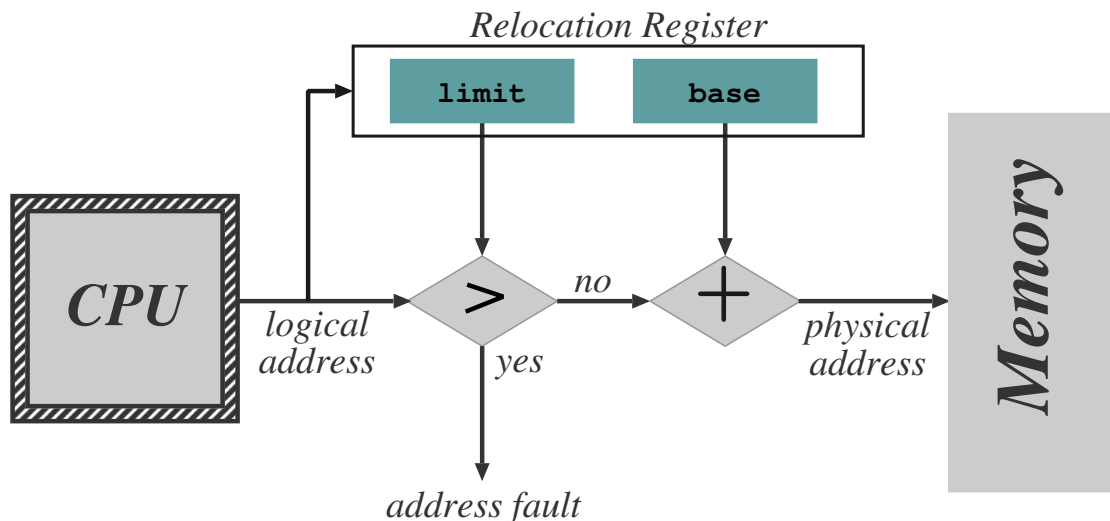 Relocation Register
limit
base
CPU
logical
address
>
no
yes
+
physical
address
Memory
address fault